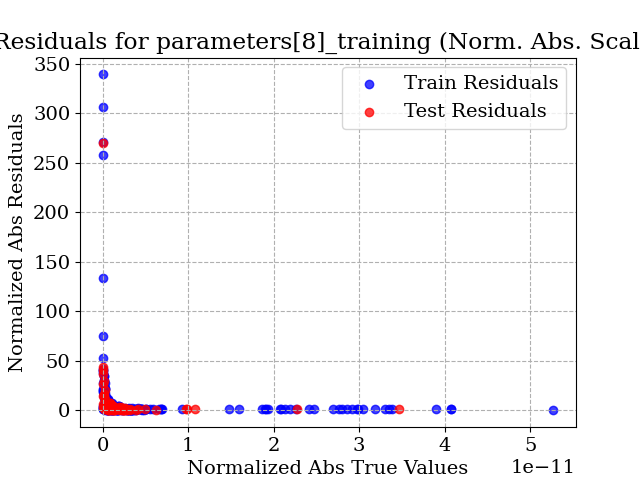 Residuals for parameters[8]_training (Norm. Abs. Scal
Train Residuals
Test Residuals
Normalized Abs Residuals
350
300
250
200
150
100
50
0
0
1
2
3
4
5
1e−11
Normalized Abs True Values